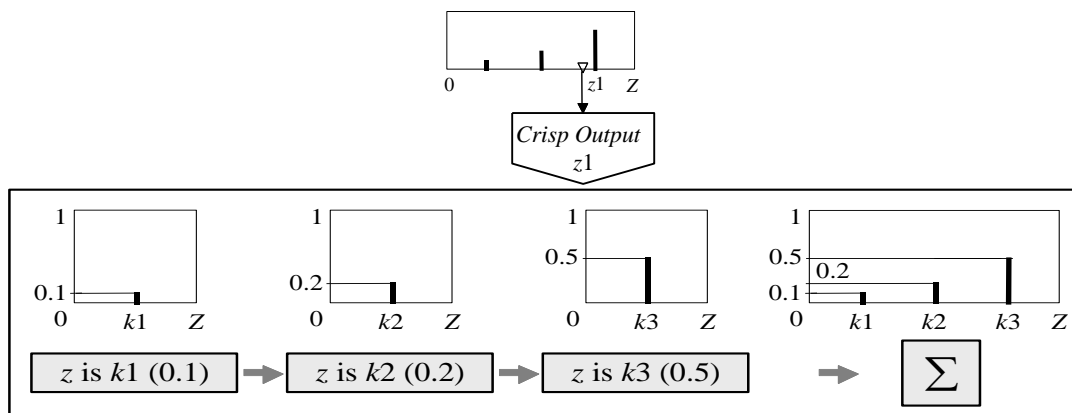 0 z1 Z
Crisp Output
z1
1 1 1 1
0.5 0.5
0.2 0.2
0.1 0.1
0 k1 Z 0 k2 Z 0 k3 Z 0 k1 k2 k3 Z
z is k1 (0.1) z is k2 (0.2) z is k3 (0.5) Σ